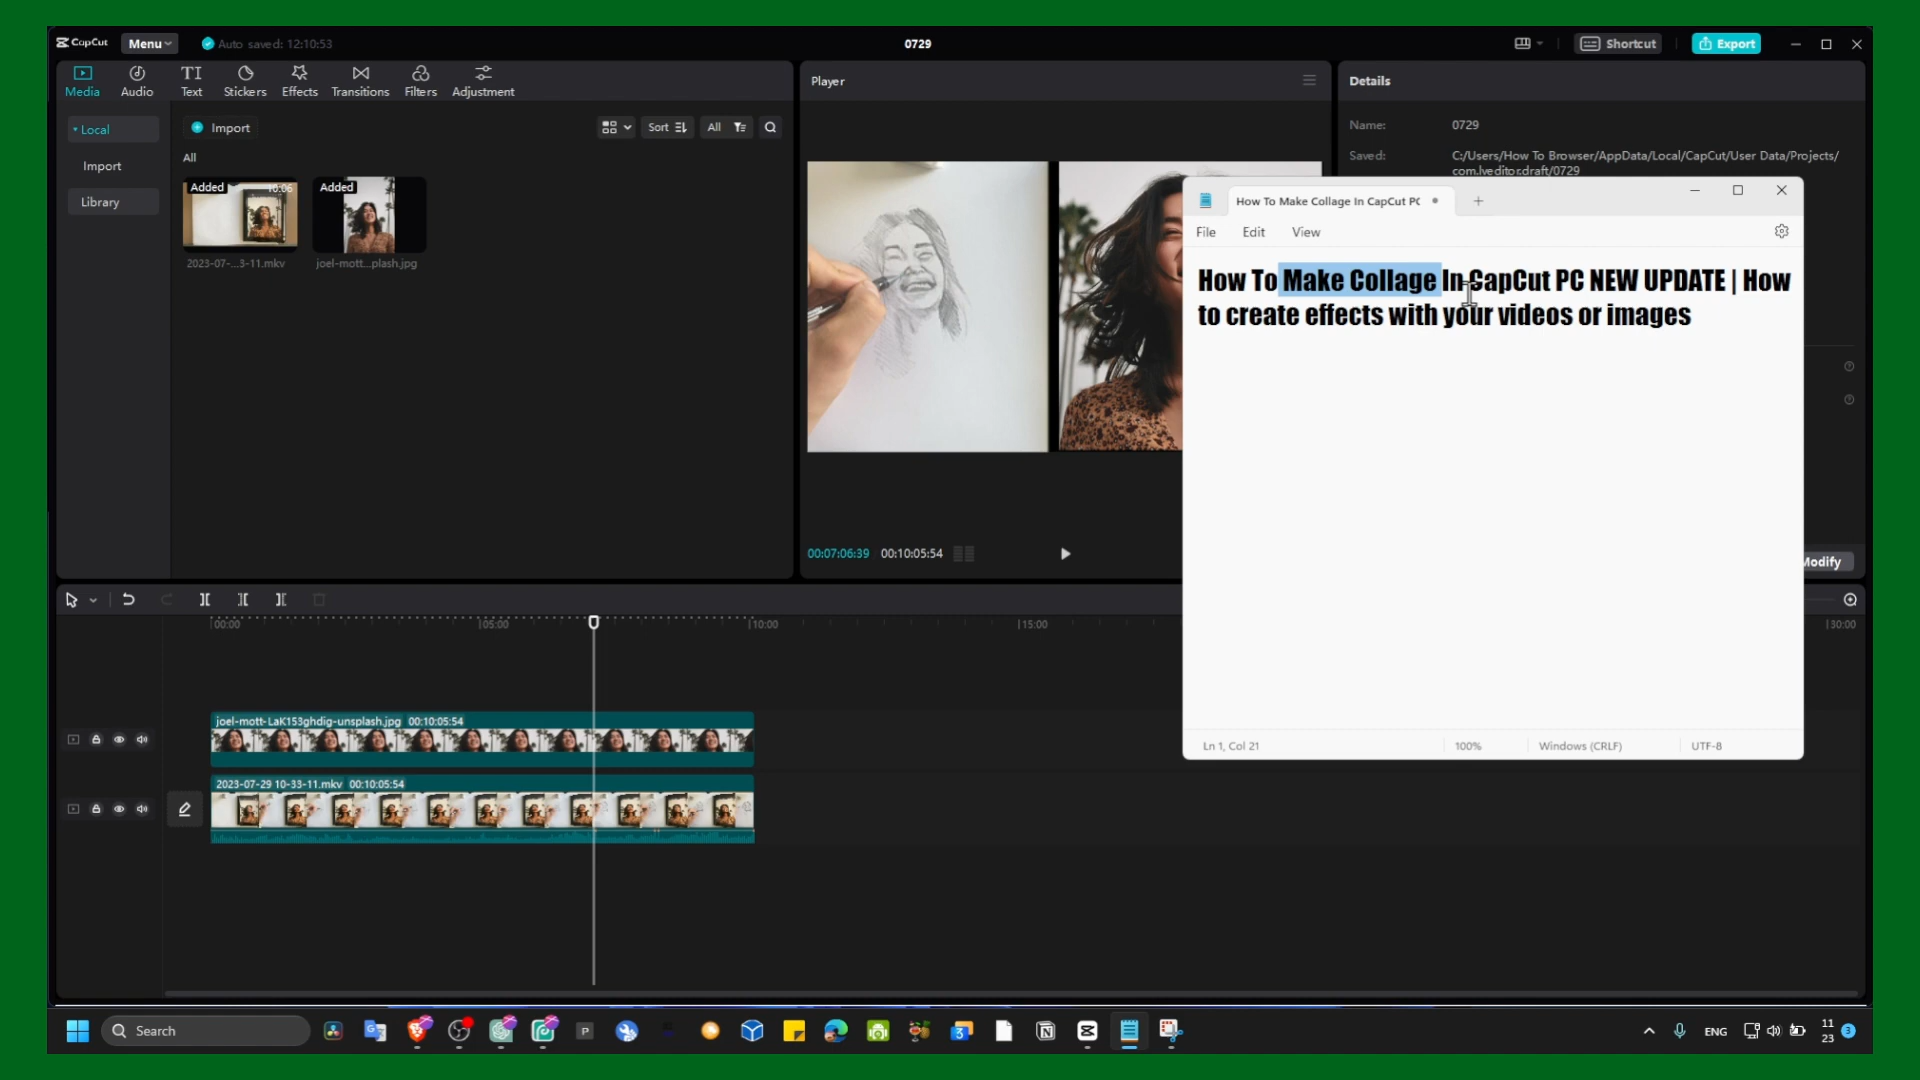 CapCut
Menu
Auto saved: 12:10:53
0729
Shortcut
Export
Media
Audio
TI
Text
Stickers
Effects
Transitions
Filters
Adjustment
Player
Details
Local
Import
Library
Import
Sort
All
All
Added
10:06
2023-07-...3-11.mkv
Added
joel-mott...plash.jpg
Name:
0729
Saved:
C:/Users/How To Browser/AppData/Local/CapCut/User Data/Projects/
com.lveditor.draft/0729
How To Make Collage In CapCut PC
File
Edit
View
How To Make Collage In CapCut PC NEW UPDATE | How
to create effects with your videos or images
Ln 1, Col 21
100%
Windows (CRLF)
UTF-8
00:07:06:39
00:10:05:54
Modify
00:00
05:00
10:00
15:00
30:00
joel-mott-LaK153ghdig-unsplash.jpg 00:10:05:54
2023-07-29 10-33-11.mkv 00:10:05:54
Search
ENG
11
23
3